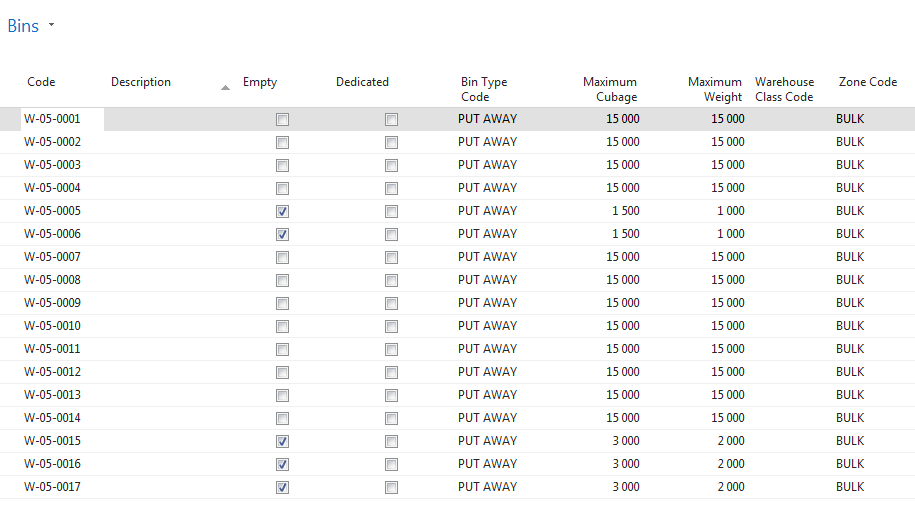 Bins
Code Description Empty Dedicated Bin Type Code Maximum Cubage Maximum Weight Warehouse Class Code Zone Code
W-05-0001 PUT AWAY 15 000 15 000 BULK
W-05-0002 PUT AWAY 15 000 15 000 BULK
W-05-0003 PUT AWAY 15 000 15 000 BULK
W-05-0004 PUT AWAY 15 000 15 000 BULK
W-05-0005 PUT AWAY 1 500 1 000 BULK
W-05-0006 PUT AWAY 1 500 1 000 BULK
W-05-0007 PUT AWAY 15 000 15 000 BULK
W-05-0008 PUT AWAY 15 000 15 000 BULK
W-05-0009 PUT AWAY 15 000 15 000 BULK
W-05-0010 PUT AWAY 15 000 15 000 BULK
W-05-0011 PUT AWAY 15 000 15 000 BULK
W-05-0012 PUT AWAY 15 000 15 000 BULK
W-05-0013 PUT AWAY 15 000 15 000 BULK
W-05-0014 PUT AWAY 15 000 15 000 BULK
W-05-0015 PUT AWAY 3 000 2 000 BULK
W-05-0016 PUT AWAY 3 000 2 000 BULK
W-05-0017 PUT AWAY 3 000 2 000 BULK